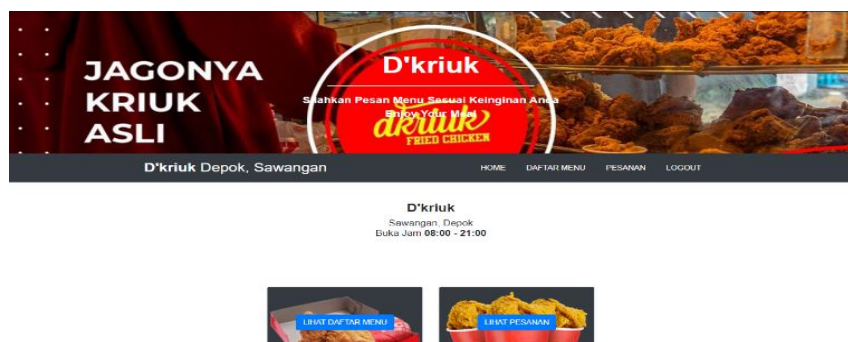 JAGONYA
KRIUK
ASLI
D'kriuk
Silahkan Pesan Menu Sesuai Keinginan Anda
Enjoy Your Meal
dkriuk
FRIED CHICKEN
D'kriuk Depok, Sawangan
HOME DAFTAR MENU PESANAN LOGOUT
D'kriuk
Sawangan, Depok
Buka Jam 08:00 - 21:00
LIHAT DAFTAR MENU
LIHAT PESANAN